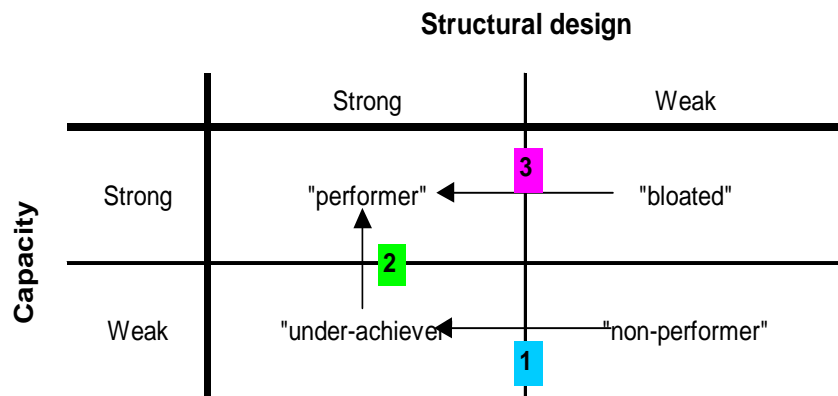 Structural design
Strong Weak
3
Strong "performer" "bloated"
Capacity
2
Weak "under-achiever "non-performer"
1